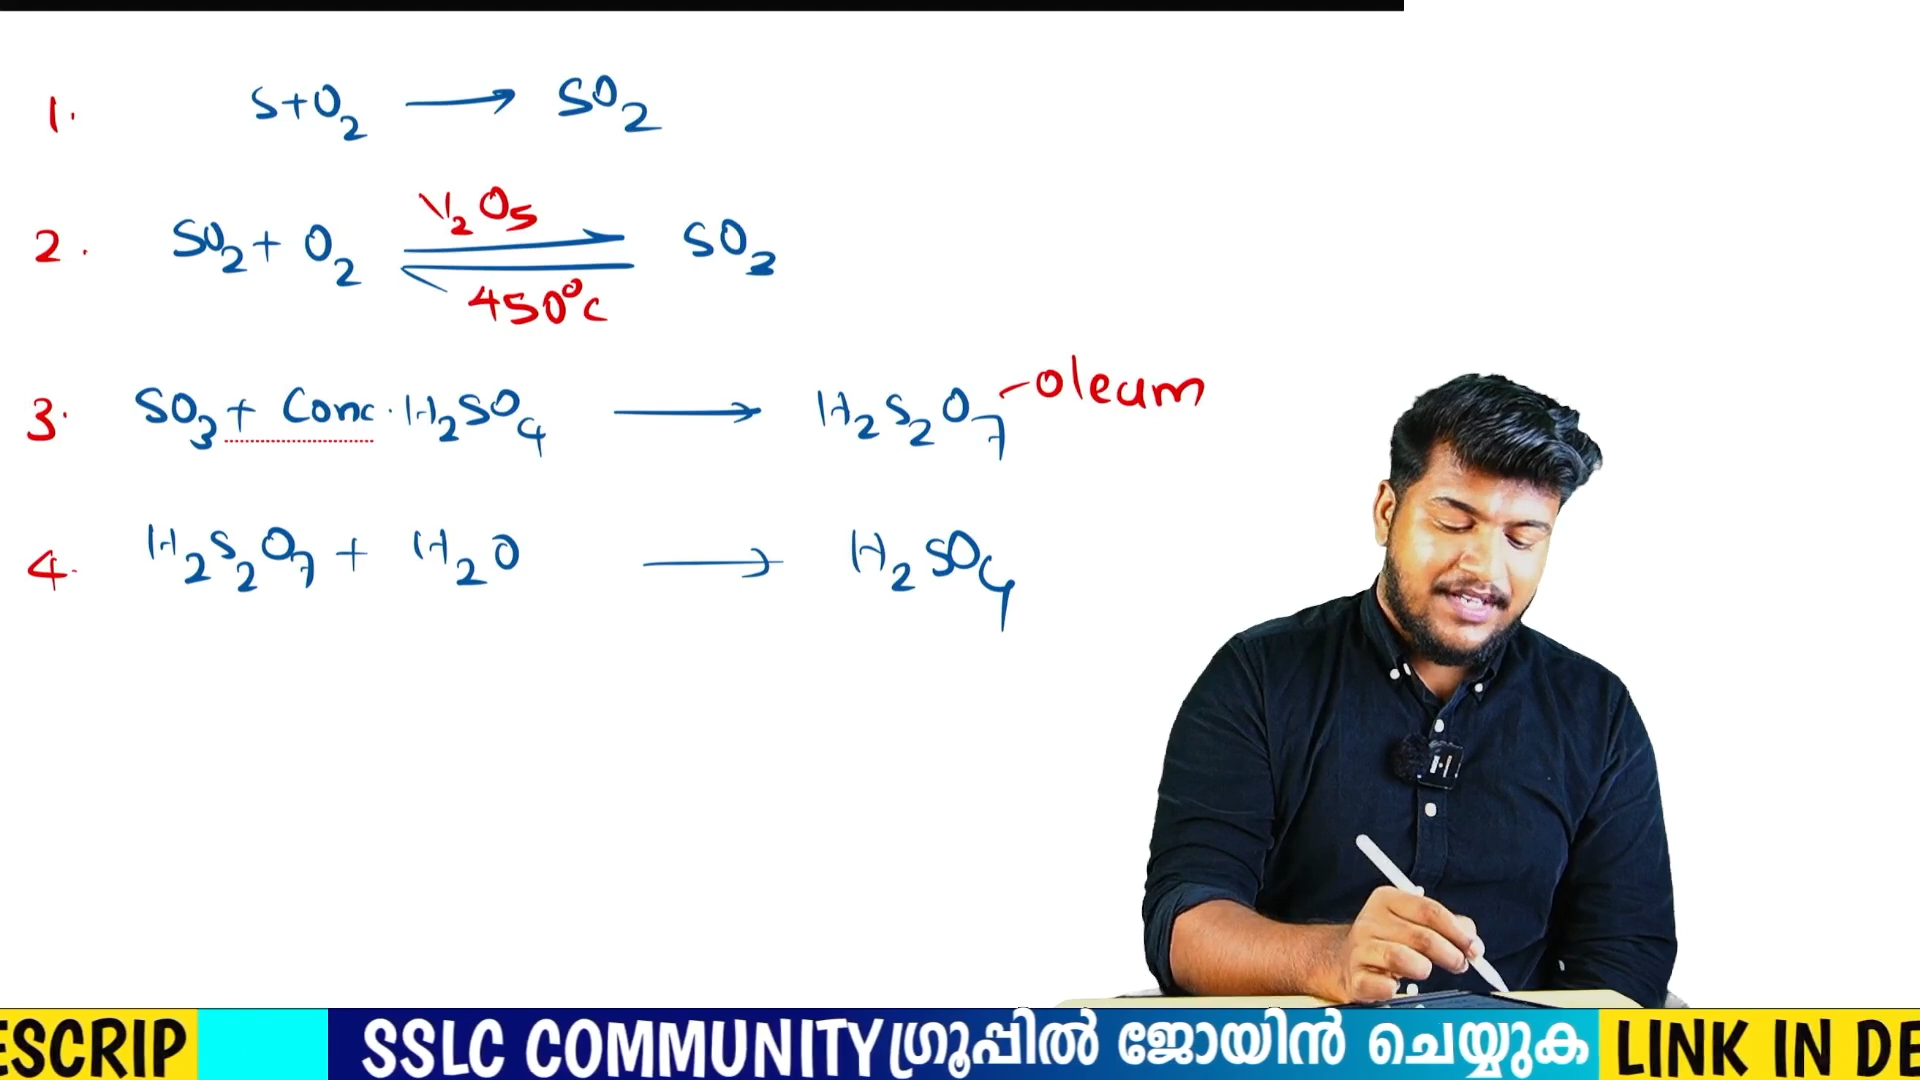 1. S+O₂ ⟶ SO₂
V₂O₅
2. SO₂ + O₂ ⇌ SO₃
450°C
3. SO₃ + Conc. H₂SO₄ ⟶ H₂S₂O₇ - oleum
4. H₂S₂O₇ + H₂O ⟶ H₂SO₄
ESCRIP SSLC COMMUNITY ഗ്രൂപ്പിൽ ജോയിൻ ചെയ്യുക LINK IN DE